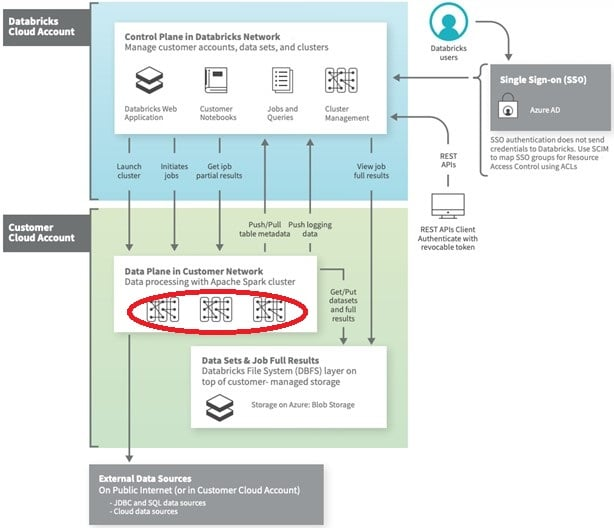 Databricks
Cloud Account
Control Plane in Databricks Network
Manage customer accounts, data sets, and clusters
Databricks Web
Application
Customer
Notebooks
Jobs and
Queries
Cluster
Management
Databricks
users
Single Sign-on (SS0)
Azure AD
SSO authentication does not send
credentials to Databricks. Use SCIM
to map SSO groups for Resource
Access Control using ACLs
Launch
cluster
Initiates
jobs
Get ipb
partial results
View job
full results
REST
APIs
REST APIs Client
Authenticate with
revocable token
Customer
Cloud Account
Push/Pull
table metadata
Push logging
data
Data Plane in Customer Network
Data processing with Apache Spark cluster
Get/Put
datasets
and full
results
Data Sets & Job Full Results
Databricks File System (DBFS) layer on
top of customer- managed storage
Storage on Azure: Blob Storage
External Data Sources
On Public Internet (or in Customer Cloud Account)
- JDBC and SQL data sources
- Cloud data sources